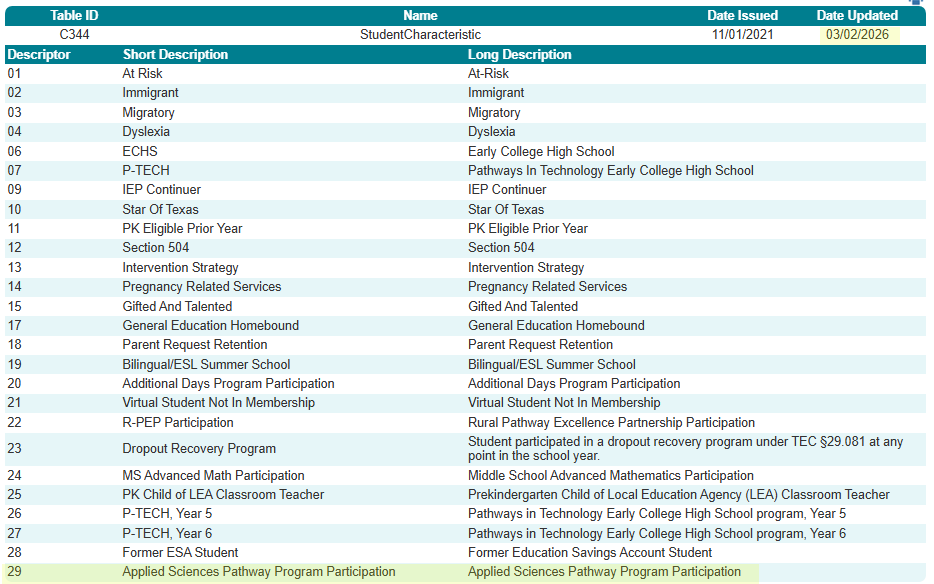 Table ID Name Date Issued Date Updated
C344 StudentCharacteristic 11/01/2021 03/02/2026
Descriptor Short Description Long Description
01 At Risk At-Risk
02 Immigrant Immigrant
03 Migratory Migratory
04 Dyslexia Dyslexia
06 ECHS Early College High School
07 P-TECH Pathways In Technology Early College High School
09 IEP Continuer IEP Continuer
10 Star Of Texas Star Of Texas
11 PK Eligible Prior Year PK Eligible Prior Year
12 Section 504 Section 504
13 Intervention Strategy Intervention Strategy
14 Pregnancy Related Services Pregnancy Related Services
15 Gifted And Talented Gifted And Talented
17 General Education Homebound General Education Homebound
18 Parent Request Retention Parent Request Retention
19 Bilingual/ESL Summer School Bilingual/ESL Summer School
20 Additional Days Program Participation Additional Days Program Participation
21 Virtual Student Not In Membership Virtual Student Not In Membership
22 R-PEP Participation Rural Pathway Excellence Partnership Participation
23 Dropout Recovery Program Student participated in a dropout recovery program under TEC §29.081 at any
point in the school year.
24 MS Advanced Math Participation Middle School Advanced Mathematics Participation
25 PK Child of LEA Classroom Teacher Prekindergarten Child of Local Education Agency (LEA) Classroom Teacher
26 P-TECH, Year 5 Pathways in Technology Early College High School program, Year 5
27 P-TECH, Year 6 Pathways in Technology Early College High School program, Year 6
28 Former ESA Student Former Education Savings Account Student
29 Applied Sciences Pathway Program Participation Applied Sciences Pathway Program Participation